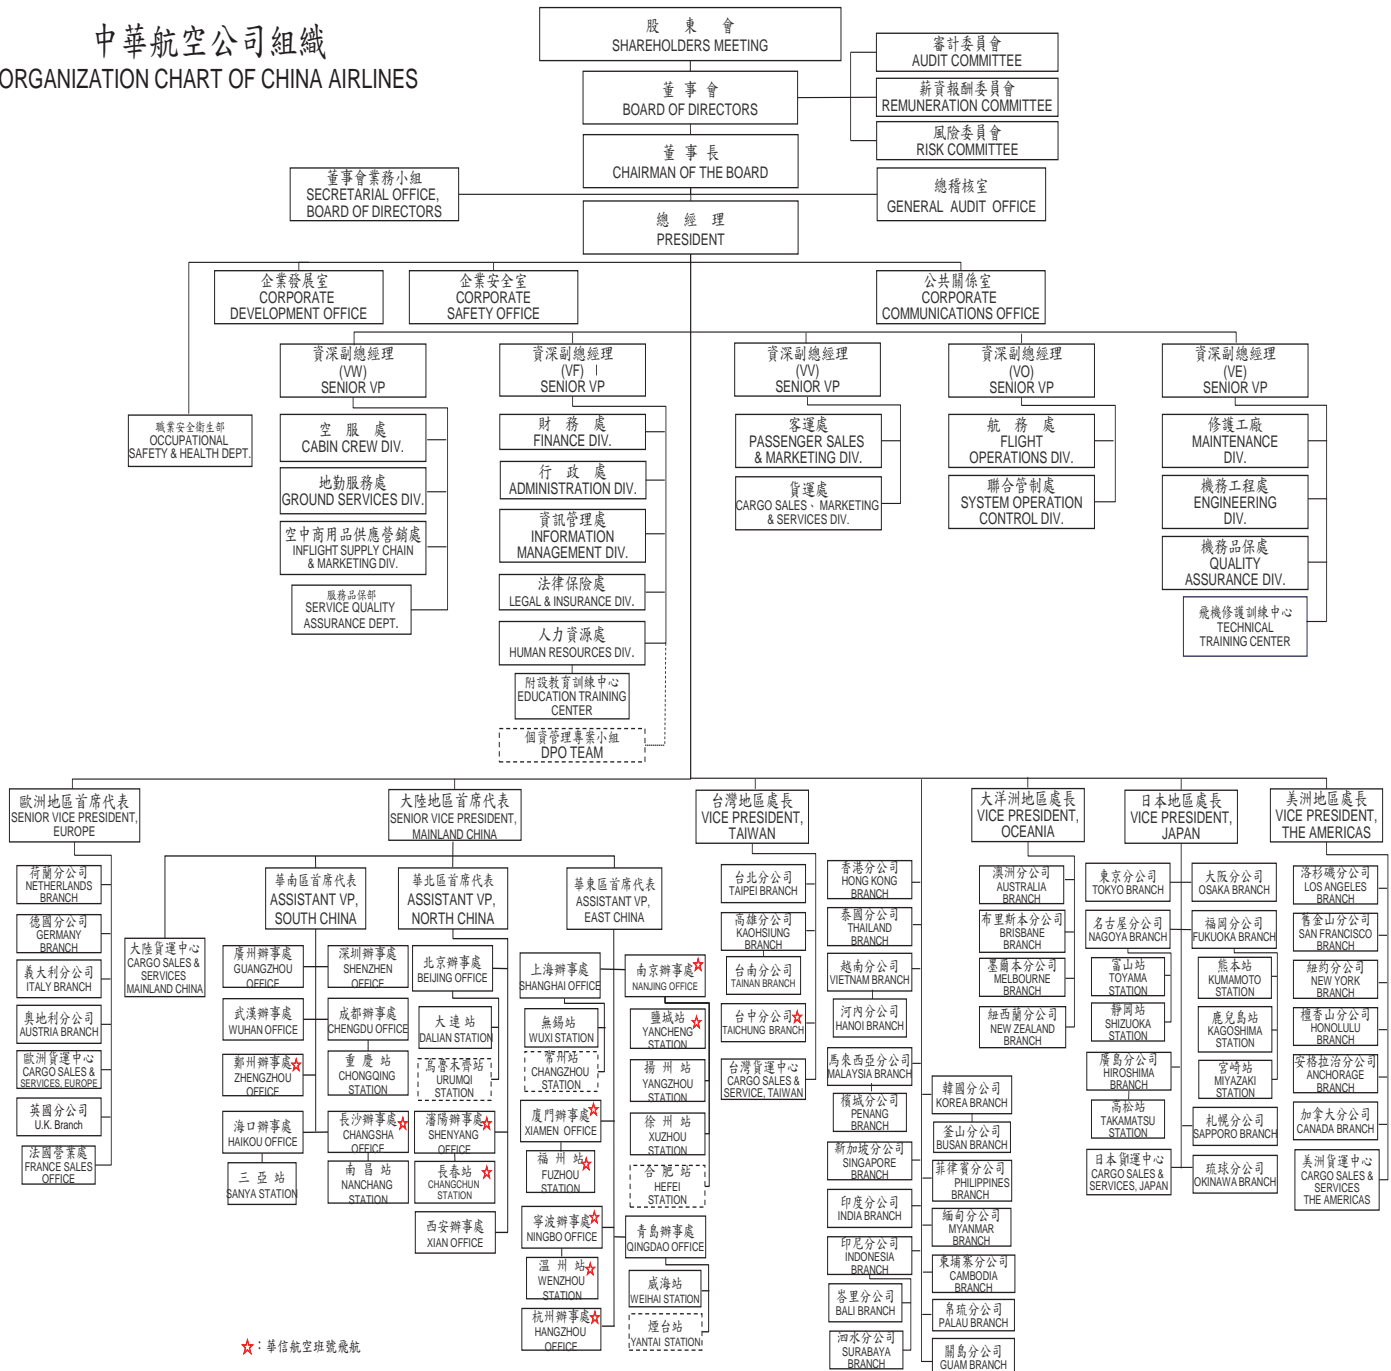 中華航空公司組織
ORGANIZATION CHART OF CHINA AIRLINES
股 東 會
SHAREHOLDERS MEETING
董 事 會
BOARD OF DIRECTORS
審計委員會
AUDIT COMMITTEE
薪資報酬委員會
REMUNERATION COMMITTEE
風險委員會
RISK COMMITTEE
董 事 長
CHAIRMAN OF THE BOARD
董事會業務小組
SECRETARIAL OFFICE,
BOARD OF DIRECTORS
總稽核室
GENERAL AUDIT OFFICE
總 經 理
PRESIDENT
企業發展室
CORPORATE
DEVELOPMENT OFFICE
企業安全室
CORPORATE
SAFETY OFFICE
公共關係室
CORPORATE
COMMUNICATIONS OFFICE
職業安全衛生部
OCCUPATIONAL
SAFETY & HEALTH DEPT.
資深副總經理
(VW)
SENIOR VP
空 服 處
CABIN CREW DIV.
地勤服務處
GROUND SERVICES DIV.
空中商用品供應營銷處
INFLIGHT SUPPLY CHAIN
& MARKETING DIV.
服務品保部
SERVICE QUALITY
ASSURANCE DEPT.
資深副總經理
(VF)
SENIOR VP
財 務 處
FINANCE DIV.
行 政 處
ADMINISTRATION DIV.
資訊管理處
INFORMATION
MANAGEMENT DIV.
法律保險處
LEGAL & INSURANCE DIV.
人力資源處
HUMAN RESOURCES DIV.
附設教育訓練中心
EDUCATION TRAINING
CENTER
個資管理專案小組
DPO TEAM
資深副總經理
(VV)
SENIOR VP
客運處
PASSENGER SALES
& MARKETING DIV.
貨運處
CARGO SALES、MARKETING
& SERVICES DIV.
資深副總經理
(VO)
SENIOR VP
航 務 處
FLIGHT
OPERATIONS DIV.
聯合管制處
SYSTEM OPERATION
CONTROL DIV.
資深副總經理
(VE)
SENIOR VP
修護工廠
MAINTENANCE
DIV.
機務工程處
ENGINEERING
DIV.
機務品保處
QUALITY
ASSURANCE DIV.
飛機修護訓練中心
TECHNICAL
TRAINING CENTER
歐洲地區首席代表
SENIOR VICE PRESIDENT,
EUROPE
荷蘭分公司
NETHERLANDS
BRANCH
德國分公司
GERMANY
BRANCH
義大利分公司
ITALY BRANCH
奧地利分公司
AUSTRIA BRANCH
歐洲貨運中心
CARGO SALES &
SERVICES, EUROPE
英國分公司
U.K. Branch
法國營業處
FRANCE SALES
OFFICE
大陸地區首席代表
SENIOR VICE PRESIDENT,
MAINLAND CHINA
大陸貨運中心
CARGO SALES &
SERVICES
MAINLAND CHINA
華南區首席代表
ASSISTANT VP,
SOUTH CHINA
廣州辦事處
GUANGZHOU
OFFICE
深圳辦事處
SHENZHEN
OFFICE
武漢辦事處
WUHAN OFFICE
成都辦事處
CHENGDU OFFICE
鄭州辦事處
ZHENGZHOU
OFFICE
重 慶 站
CHONGQING
STATION
海口辦事處
HAIKOU OFFICE
長沙辦事處
CHANGSHA
OFFICE
三 亞 站
SANYA STATION
南 昌 站
NANCHANG
STATION
華北區首席代表
ASSISTANT VP,
NORTH CHINA
北京辦事處
BEIJING OFFICE
大 連 站
DALIAN STATION
烏魯木齊站
URUMQI
STATION
瀋陽辦事處
SHENYANG
OFFICE
長春站
CHANGCHUN
STATION
西安辦事處
XIAN OFFICE
華東區首席代表
ASSISTANT VP,
EAST CHINA
上海辦事處
SHANGHAI OFFICE
無錫站
WUXI STATION
常州站
CHANGZHOU
STATION
廈門辦事處
XIAMEN OFFICE
福 州 站
FUZHOU
STATION
寧波辦事處
NINGBO OFFICE
溫 州 站
WENZHOU
STATION
杭州辦事處
HANGZHOU
OFFICE
南京辦事處
NANJING OFFICE
鹽城站
YANCHENG
STATION
揚 州 站
YANGZHOU
STATION
徐 州 站
XUZHOU
STATION
合 肥 站
HEFEI
STATION
青島辦事處
QINGDAO OFFICE
威海站
WEIHAI STATION
煙台站
YANTAI STATION
台灣地區處長
VICE PRESIDENT,
TAIWAN
台北分公司
TAIPEI BRANCH
高雄分公司
KAOHSIUNG
BRANCH
台南分公司
TAINAN BRANCH
台中分公司
TAICHUNG BRANCH
台灣貨運中心
CARGO SALES &
SERVICE, TAIWAN
香港分公司
HONG KONG
BRANCH
泰國分公司
THAILAND
BRANCH
越南分公司
VIETNAM BRANCH
河內分公司
HANOI BRANCH
馬來西亞分公司
MALAYSIA BRANCH
檳城分公司
PENANG
BRANCH
新加坡分公司
SINGAPORE
BRANCH
印度分公司
INDIA BRANCH
印尼分公司
INDONESIA
BRANCH
峇里分公司
BALI BRANCH
泗水分公司
SURABAYA
BRANCH
韓國分公司
KOREA BRANCH
釜山分公司
BUSAN BRANCH
菲律賓分公司
PHILIPPINES
BRANCH
緬甸分公司
MYANMAR
BRANCH
柬埔寨分公司
CAMBODIA
BRANCH
帛琉分公司
PALAU BRANCH
關島分公司
GUAM BRANCH
大洋洲地區處長
VICE PRESIDENT,
OCEANIA
澳洲分公司
AUSTRALIA
BRANCH
布里斯本分公司
BRISBANE
BRANCH
墨爾本分公司
MELBOURNE
BRANCH
紐西蘭分公司
NEW ZEALAND
BRANCH
日本地區處長
VICE PRESIDENT,
JAPAN
東京分公司
TOKYO BRANCH
名古屋分公司
NAGOYA BRANCH
富山站
TOYAMA
STATION
靜岡站
SHIZUOKA
STATION
廣島分公司
HIROSHIMA
BRANCH
高松站
TAKAMATSU
STATION
日本貨運中心
CARGO SALES &
SERVICES, JAPAN
大阪分公司
OSAKA BRANCH
福岡分公司
FUKUOKA BRANCH
熊本站
KUMAMOTO
STATION
鹿兒島站
KAGOSHIMA
STATION
宮崎站
MIYAZAKI
STATION
札幌分公司
SAPPORO BRANCH
琉球分公司
OKINAWA BRANCH
美洲地區處長
VICE PRESIDENT,
THE AMERICAS
洛杉磯分公司
LOS ANGELES
BRANCH
舊金山分公司
SAN FRANCISCO
BRANCH
紐約分公司
NEW YORK
BRANCH
檀香山分公司
HONOLULU
BRANCH
安格拉治分公司
ANCHORAGE
BRANCH
加拿大分公司
CANADA BRANCH
美洲貨運中心
CARGO SALES &
SERVICES
THE AMERICAS
☆：華信航空班號飛航